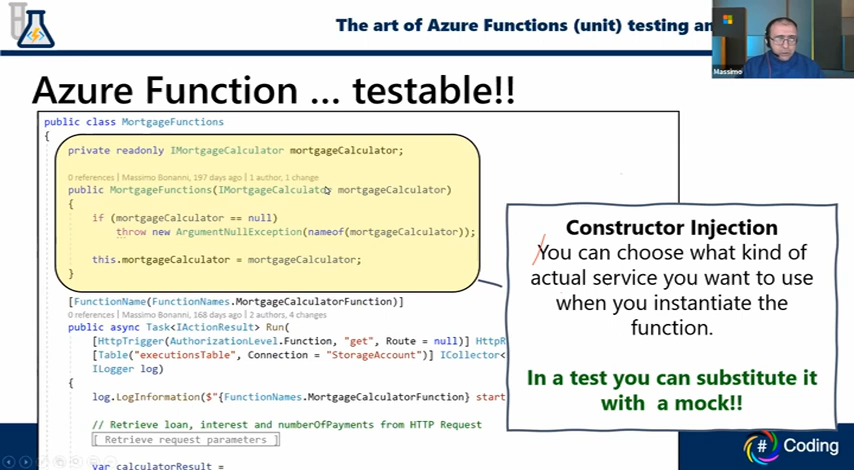 The art of Azure Functions (unit) testing an
Massimo
Azure Function ... testable!!
public class MortgageFunctions
{
private readonly IMortgageCalculator mortgageCalculator;
0 references | Massimo Bonanni, 197 days ago | 1 author, 1 change
public MortgageFunctions(IMortgageCalculator mortgageCalculator)
{
if (mortgageCalculator == null)
throw new ArgumentNullException(nameof(mortgageCalculator));
this.mortgageCalculator = mortgageCalculator;
}
[FunctionName(FunctionNames.MortgageCalculatorFunction)]
0 references | Massimo Bonanni, 168 days ago | 2 authors, 4 changes
public async Task<IActionResult> Run(
[HttpTrigger(AuthorizationLevel.Function, "get", Route = null)] HttpR
[Table("executionsTable", Connection = "StorageAccount")] ICollector<
ILogger log)
{
log.LogInformation($"{FunctionNames.MortgageCalculatorFunction} start
// Retrieve loan, interest and numberOfPayments from HTTP Request
[ Retrieve request parameters ]
var calculatorResult =
Constructor Injection
You can choose what kind of
actual service you want to use
when you instantiate the
function.
In a test you can substitute it
with a mock!!
# Coding